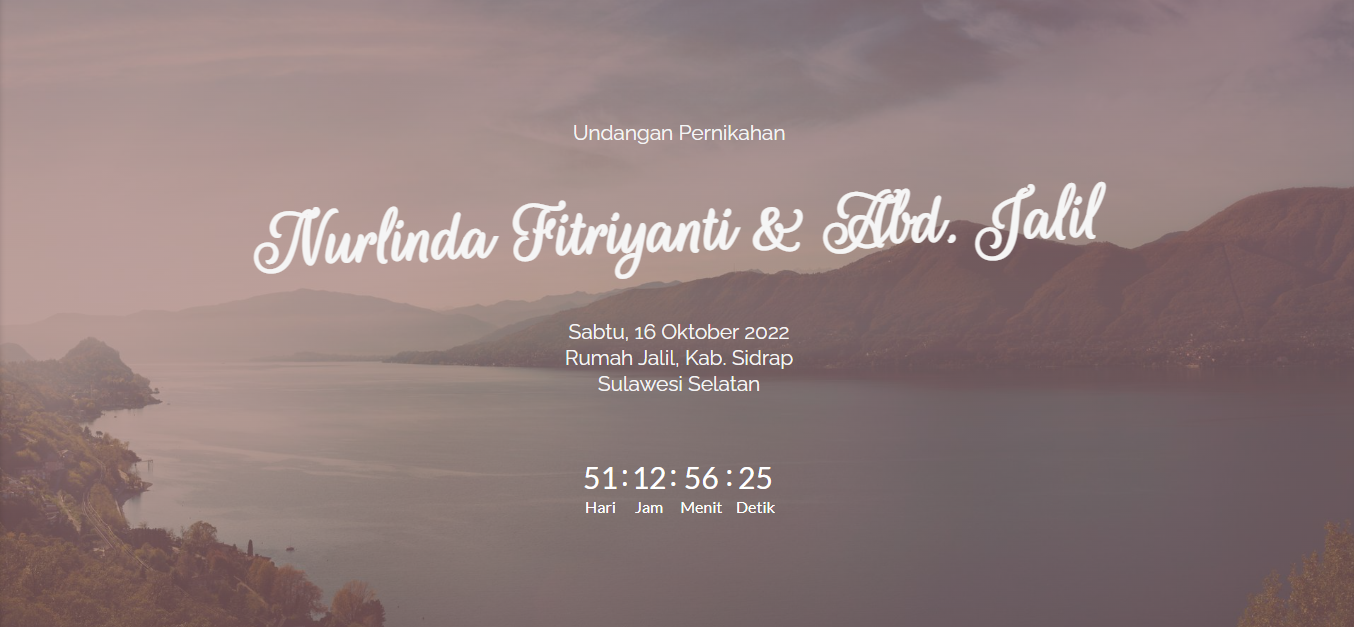 Undangan Pernikahan
Nurlinda Fitriyanti & Abd. Jalil
Sabtu, 16 Oktober 2022
Rumah Jalil, Kab. Sidrap
Sulawesi Selatan
51 : 12 : 56 : 25
Hari Jam Menit Detik